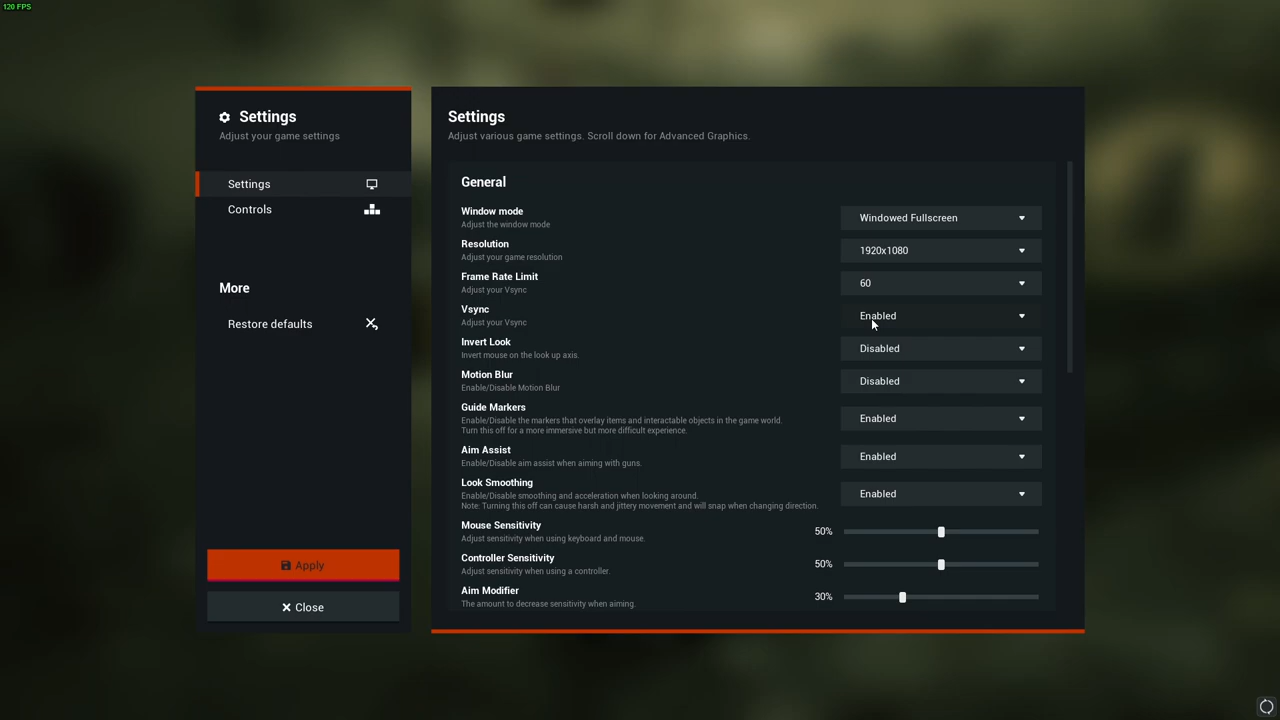 120 FPS
Settings
Adjust your game settings
Settings
Controls
More
Restore defaults
Apply
Close
Settings
Adjust various game settings. Scroll down for Advanced Graphics.
General
Window mode
Adjust the window mode
Windowed Fullscreen
Resolution
Adjust your game resolution
1920x1080
Frame Rate Limit
Adjust your Vsync
60
Vsync
Adjust your Vsync
Enabled
Invert Look
Invert mouse on the look up axis.
Disabled
Motion Blur
Enable/Disable Motion Blur
Disabled
Guide Markers
Enable/Disable the markers that overlay items and interactable objects in the game world.
Turn this off for a more immersive but more difficult experience.
Enabled
Aim Assist
Enable/Disable aim assist when aiming with guns.
Enabled
Look Smoothing
Enable/Disable smoothing and acceleration when looking around.
Note: Turning this off can cause harsh and jittery movement and will snap when changing direction.
Enabled
Mouse Sensitivity
Adjust sensitivity when using keyboard and mouse.
50%
Controller Sensitivity
Adjust sensitivity when using a controller.
50%
Aim Modifier
The amount to decrease sensitivity when aiming.
30%